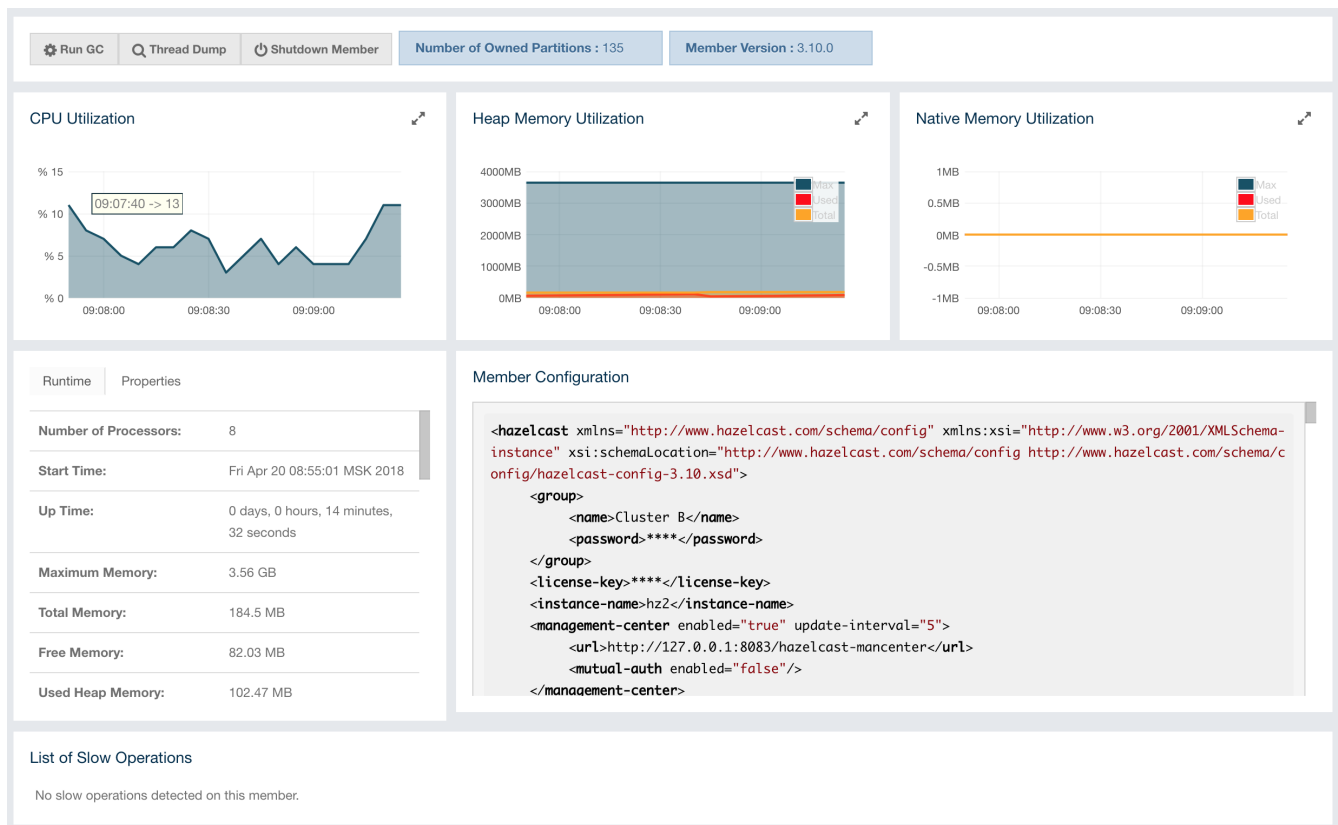 Run GC Thread Dump Shutdown Member Number of Owned Partitions : 135 Member Version : 3.10.0
CPU Utilization
% 15
% 10
% 5
% 0
09:07:40 -> 13
09:08:00 09:08:30 09:09:00
Heap Memory Utilization
4000MB
3000MB
2000MB
1000MB
0MB
Max
Used
Total
09:08:00 09:08:30 09:09:00
Native Memory Utilization
1MB
0.5MB
0MB
-0.5MB
-1MB
Max
Used
Total
09:08:00 09:08:30 09:09:00
Runtime Properties
Number of Processors: 8
Start Time: Fri Apr 20 08:55:01 MSK 2018
Up Time: 0 days, 0 hours, 14 minutes,
32 seconds
Maximum Memory: 3.56 GB
Total Memory: 184.5 MB
Free Memory: 82.03 MB
Used Heap Memory: 102.47 MB
Member Configuration
<hazelcast xmlns="http://www.hazelcast.com/schema/config" xmlns:xsi="http://www.w3.org/2001/XMLSchema-
instance" xsi:schemaLocation="http://www.hazelcast.com/schema/config http://www.hazelcast.com/schema/c
onfig/hazelcast-config-3.10.xsd">
<group>
<name>Cluster B</name>
<password>****</password>
</group>
<license-key>****</license-key>
<instance-name>hz2</instance-name>
<management-center enabled="true" update-interval="5">
<url>http://127.0.0.1:8083/hazelcast-mancenter</url>
<mutual-auth enabled="false"/>
</management-center>
List of Slow Operations
No slow operations detected on this member.